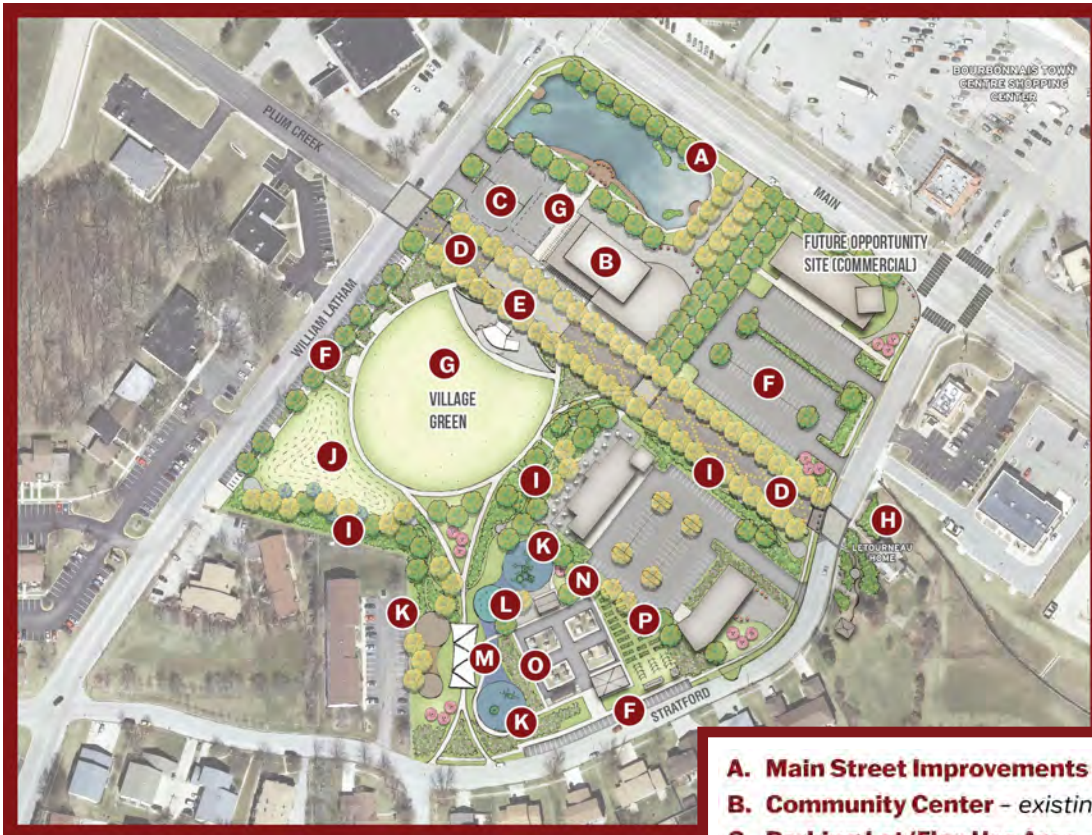 BOURBONNAIS TOWN
CENTRE SHOPPING
CENTER
PLUM CREEK
A
MAIN
C
G
FUTURE OPPORTUNITY
SITE (COMMERCIAL)
B
D
E
WILLIAM LATHAM
F
G
VILLAGE
GREEN
F
J
I
I
D
I
H
LETOURNEAU
HOME
K
N
L
K
P
M
O
K
F
STRATFORD
A. Main Street Improvements
B. Community Center – existin